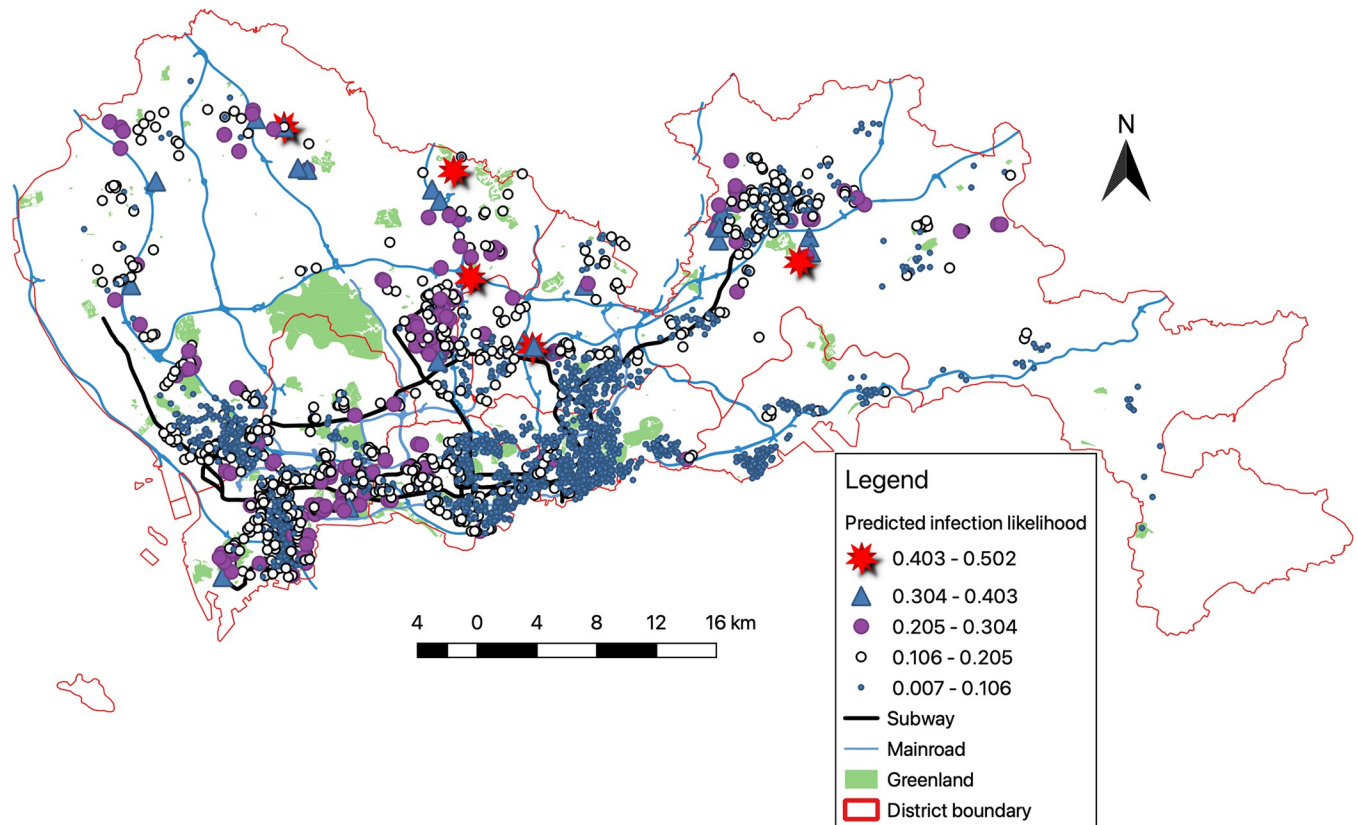 N
4 0 4 8 12 16 km
Legend
Predicted infection likelihood
0.403 - 0.502
0.304 - 0.403
0.205 - 0.304
0.106 - 0.205
0.007 - 0.106
Subway
Mainroad
Greenland
District boundary